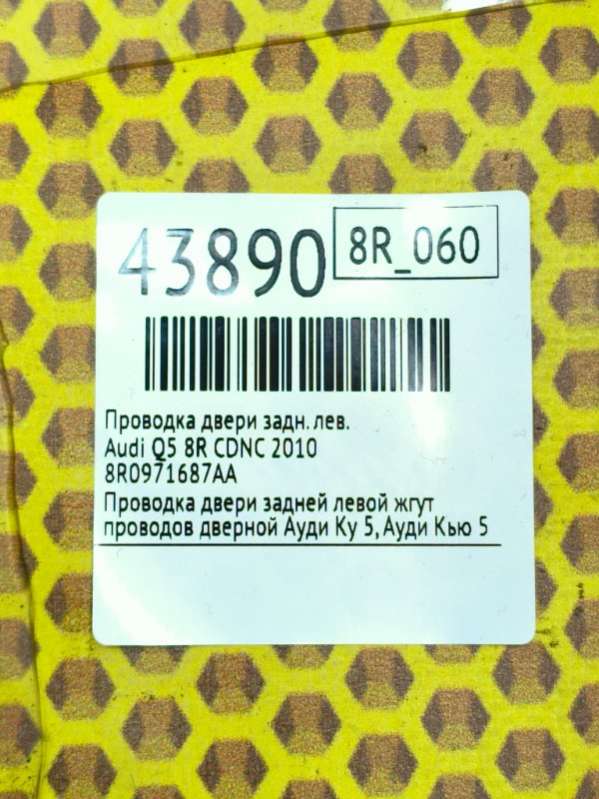 43890
8R_060
Проводка двери задн. лев.
Audi Q5 8R CDNC 2010
8R0971687AA
Проводка двери задней левой жгут
проводов дверной Ауди Ку 5, Ауди Кью 5